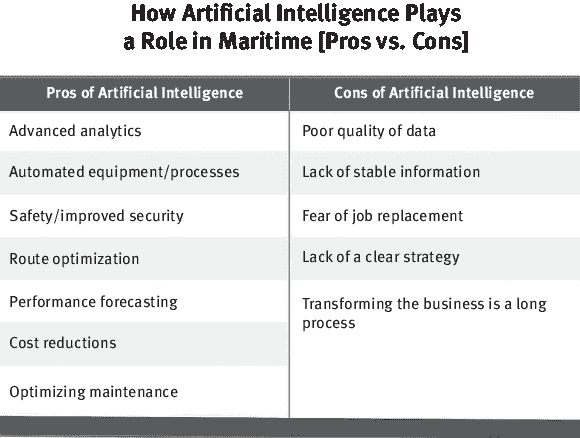 How Artificial Intelligence Plays
a Role in Maritime [Pros vs. Cons]
Pros of Artificial Intelligence
Cons of Artificial Intelligence
Advanced analytics
Poor quality of data
Automated equipment/processes
Lack of stable information
Safety/improved security
Fear of job replacement
Route optimization
Lack of a clear strategy
Performance forecasting
Transforming the business is a long
process
Cost reductions
Optimizing maintenance